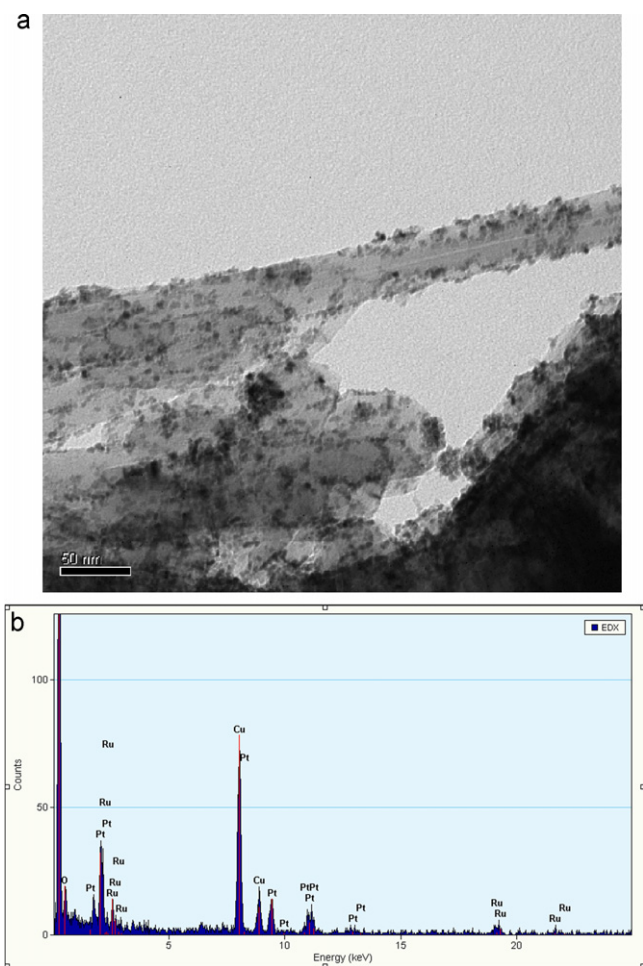 a
50 nm
b
EDX
100
50
0
Counts
Ru
Cu
Pt
Ru
Pt
Pt
Ru
O
Pt
Ru
Ru
Ru
Cu
Pt
Pt
PtPt
Pt
Pt
Pt
Ru
Ru
Ru
Ru
5
10
15
20
Energy (keV)